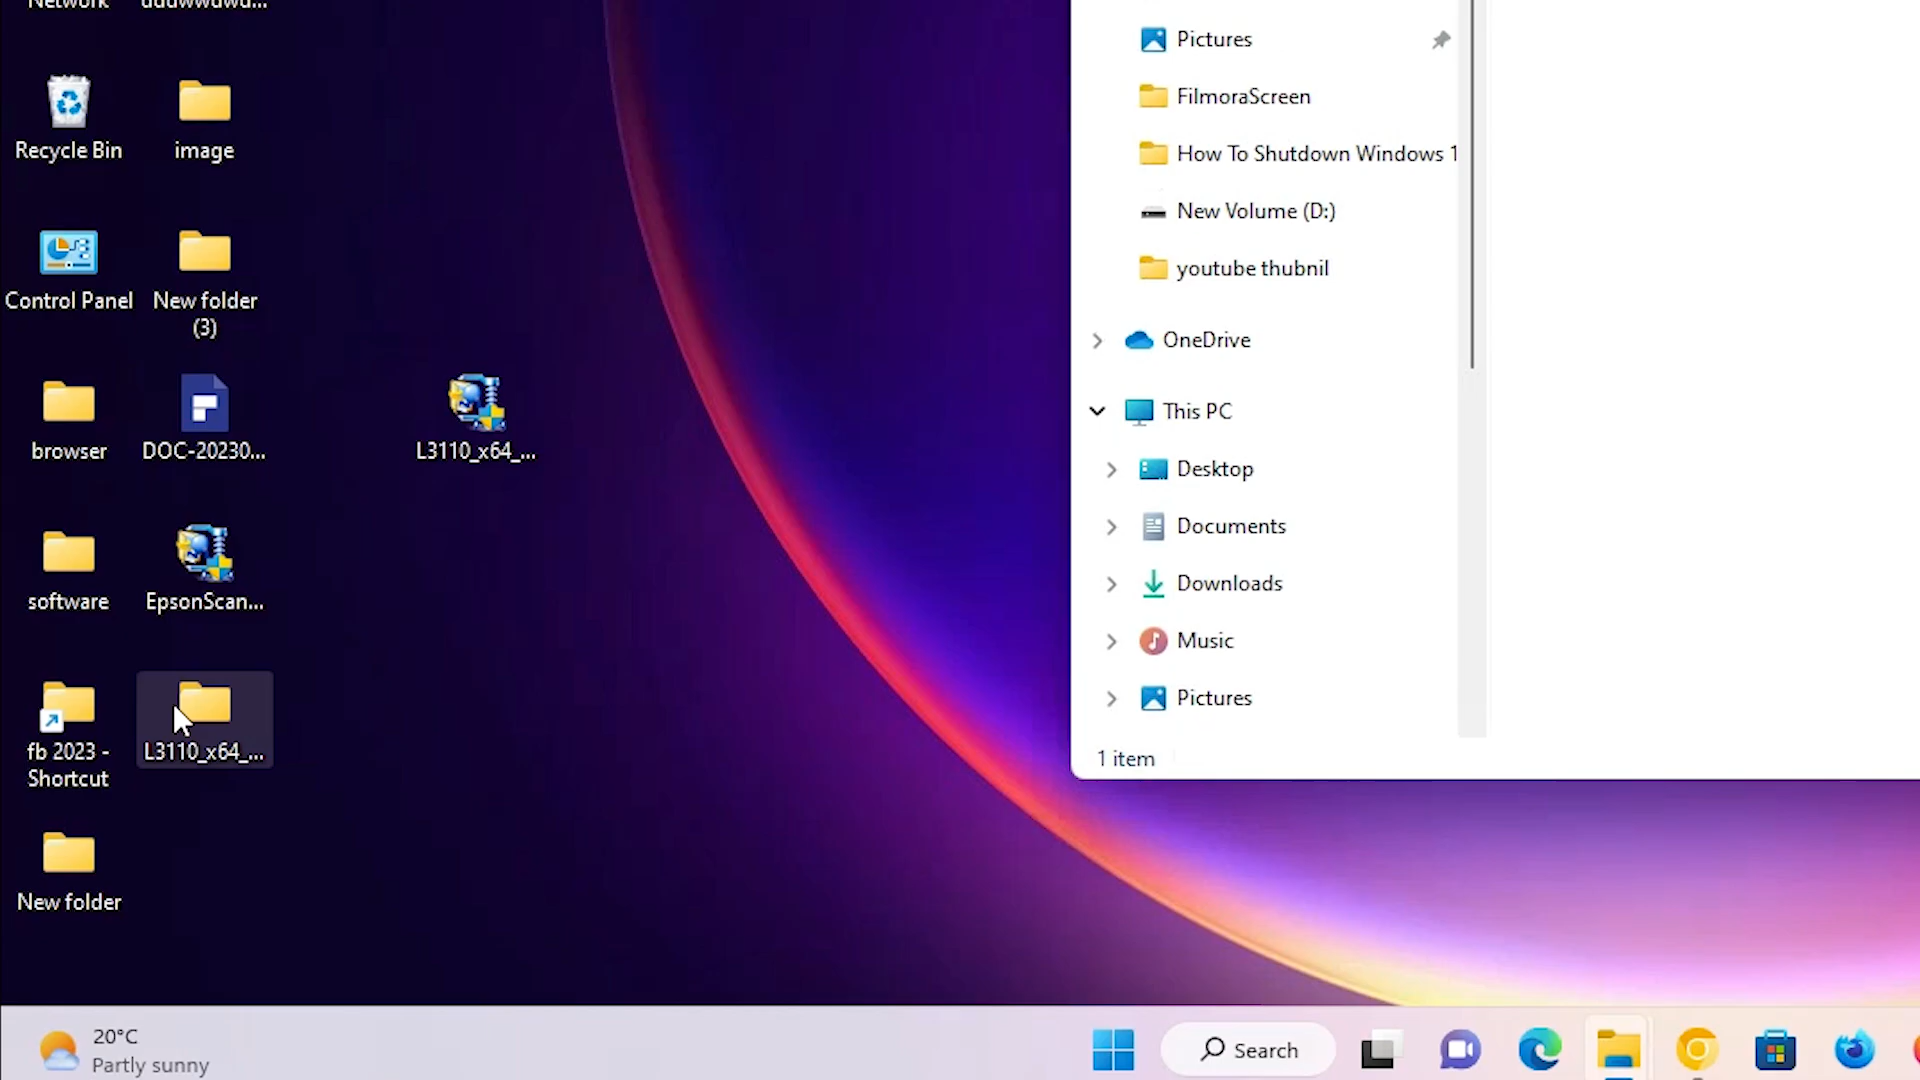 Network
Recycle Bin
image
Control Panel
New folder
(3)
browser
DOC-20230...
L3110_x64_...
software
EpsonScan...
fb 2023 -
Shortcut
L3110_x64_...
New folder
Pictures
FilmoraScreen
How To Shutdown Windows 1
New Volume (D:)
youtube thubnil
OneDrive
This PC
Desktop
Documents
Downloads
Music
Pictures
1 item
20°C
Partly sunny
Search